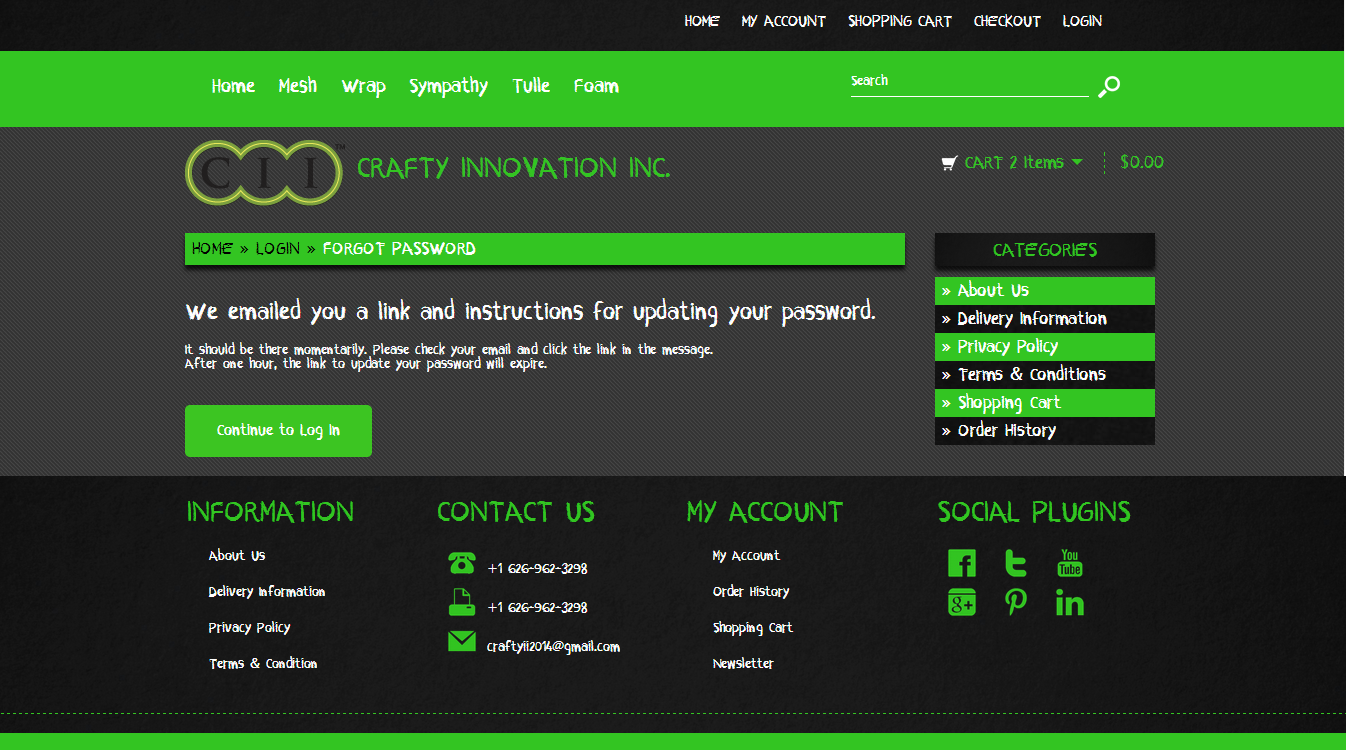 HOME MY ACCOUNT SHOPPING CART CHECKOUT LOGIN
Home Mesh Wrap Sympathy Tulle Foam Search
CII™ CRAFTY INNOVATION INC.
CART 2 Items $0.00
HOME » LOGIN » FORGOT PASSWORD
We emailed you a link and instructions for updating your password.
It should be there momentarily. Please check your email and click the link in the message.
After one hour, the link to update your password will expire.
Continue to Log In
CATEGORIES
» About Us
» Delivery Information
» Privacy Policy
» Terms & Conditions
» Shopping Cart
» Order History
INFORMATION
About Us
Delivery Information
Privacy Policy
Terms & Condition
CONTACT US
+1 626-962-3298
+1 626-962-3298
craftyii2014@gmail.com
MY ACCOUNT
My Account
Order History
Shopping Cart
Newsletter
SOCIAL PLUGINS
You
Tube
8+
in